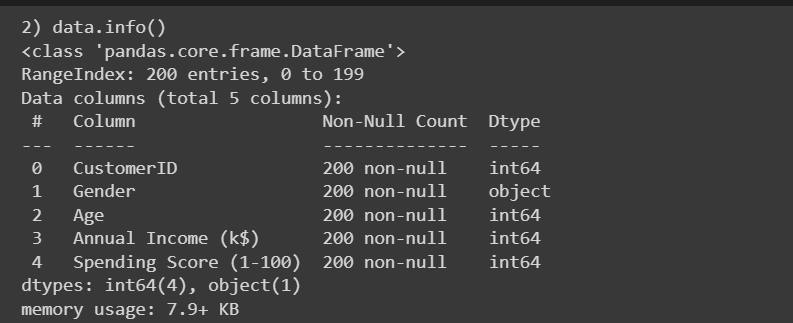 2) data.info()
<class 'pandas.core.frame.DataFrame'>
RangeIndex: 200 entries, 0 to 199
Data columns (total 5 columns):
 #   Column                  Non-Null Count  Dtype
---  ------                  --------------  -----
 0   CustomerID              200 non-null    int64
 1   Gender                  200 non-null    object
 2   Age                     200 non-null    int64
 3   Annual Income (k$)      200 non-null    int64
 4   Spending Score (1-100)  200 non-null    int64
dtypes: int64(4), object(1)
memory usage: 7.9+ KB